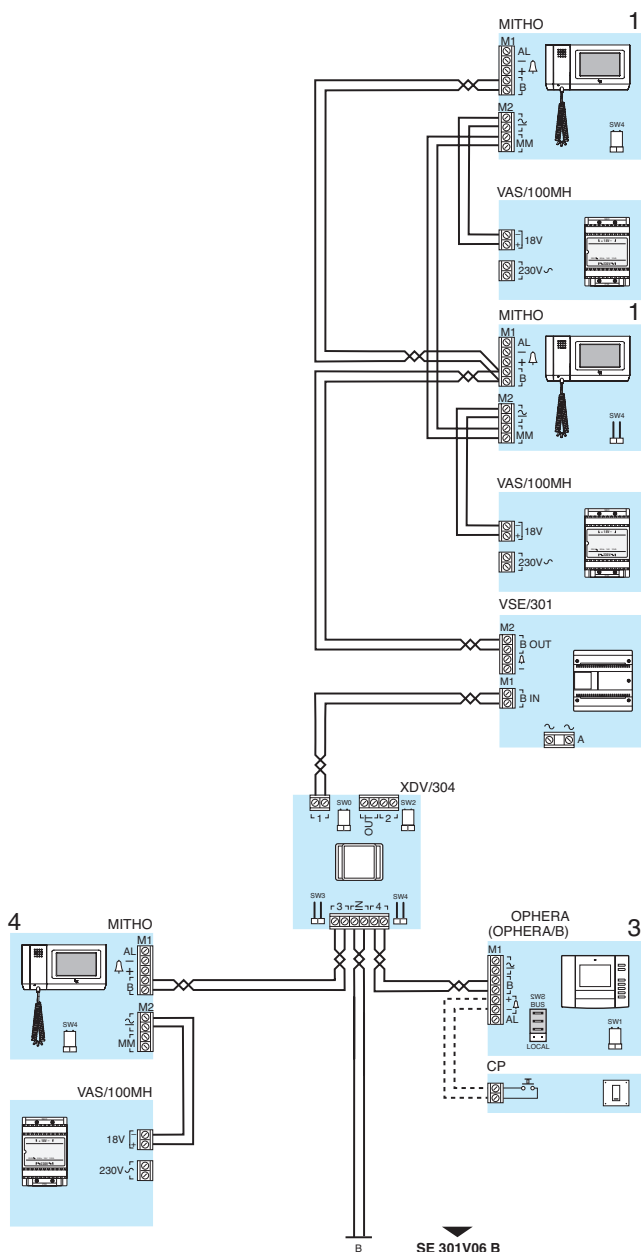 MITHO 1
M1
AL
–
+
B
M2
~
MM
SW4
VAS/100MH
–
+
18V
230V~
MITHO 1
M1
AL
–
+
B
M2
~
MM
SW4
VAS/100MH
–
+
18V
230V~
VSE/301
M2
B OUT
–
M1
B IN
~ ~
A
XDV/304
1
SW0
OUT
2
SW2
SW3
3
IN
4
SW4
4
MITHO
M1
AL
–
+
B
M2
~
MM
SW4
VAS/100MH
18V
–
+
230V~
OPHERA
(OPHERA/B) 3
M1
~
B
+
–
AL
SW5
BUS
LOCAL
SW1
CP
B
SE 301V06 B